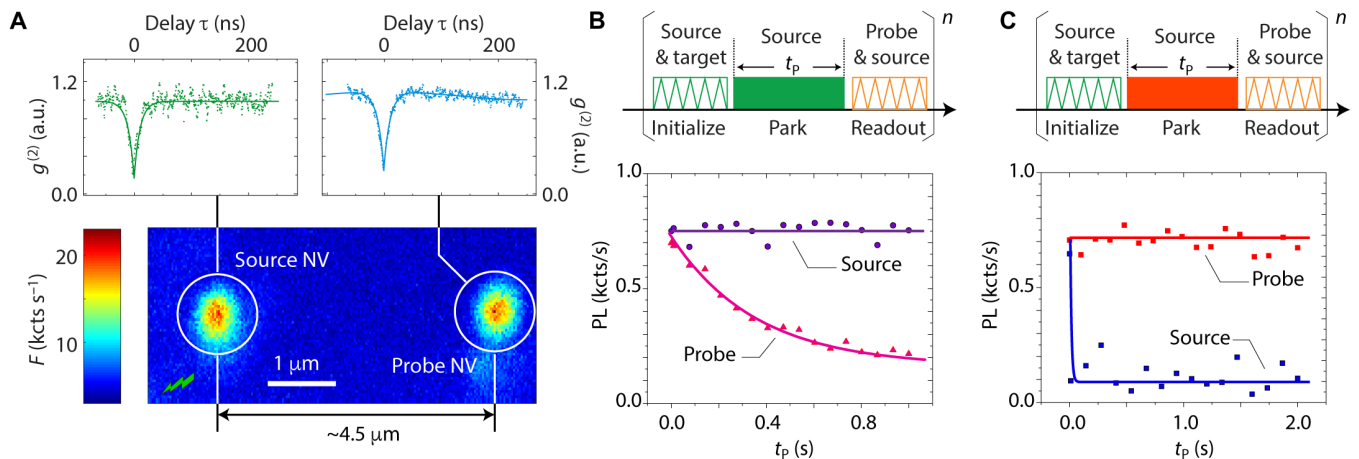 A
Delay τ (ns)
0 200
Delay τ (ns)
0 200
1.2
0.0
g(2) (a.u.)
1.2
0.0
g(2) (a.u.)
20
10
F (kcts s⁻¹)
Source NV
Probe NV
1 μm
~4.5 μm
B
Source & target
Source
tP
Probe & source
n
Initialize
Park
Readout
1.0
0.5
0.0
PL (kcts/s)
Source
Probe
0.0 0.4 0.8
tP (s)
C
Source & target
Source
tP
Probe & source
n
Initialize
Park
Readout
1.0
0.5
0.0
PL (kcts/s)
Probe
Source
0.0 1.0 2.0
tP (s)